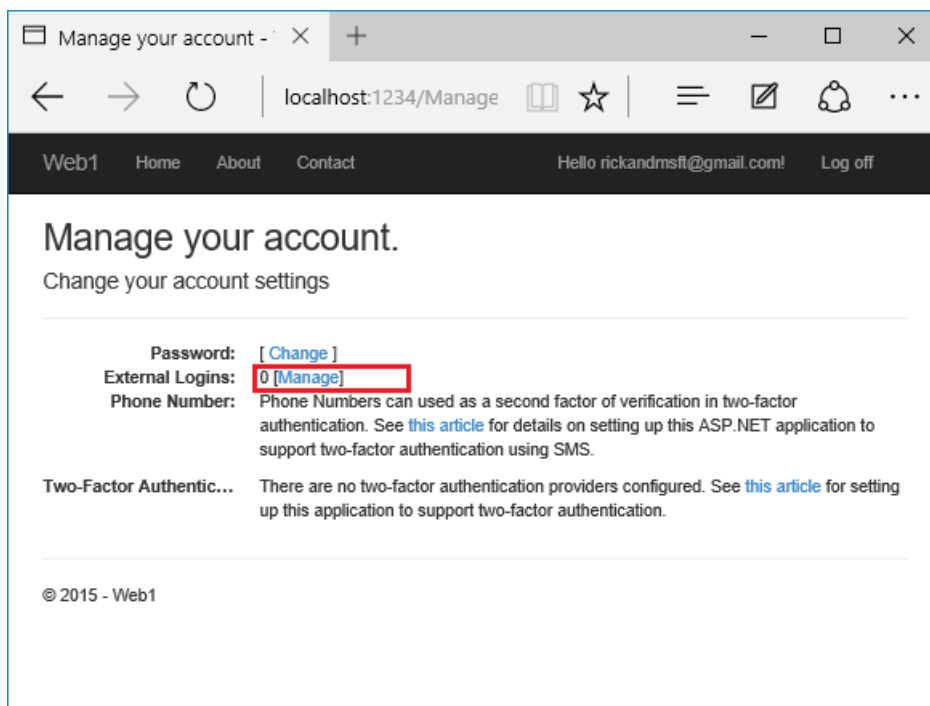 Manage your account -
localhost:1234/Manage
Web1 Home About Contact Hello rickandmsft@gmail.com! Log off
Manage your account.
Change your account settings
Password: [ Change ]
External Logins: 0 [Manage]
Phone Number: Phone Numbers can used as a second factor of verification in two-factor
authentication. See this article for details on setting up this ASP.NET application to
support two-factor authentication using SMS.
Two-Factor Authentic... There are no two-factor authentication providers configured. See this article for setting
up this application to support two-factor authentication.
© 2015 - Web1